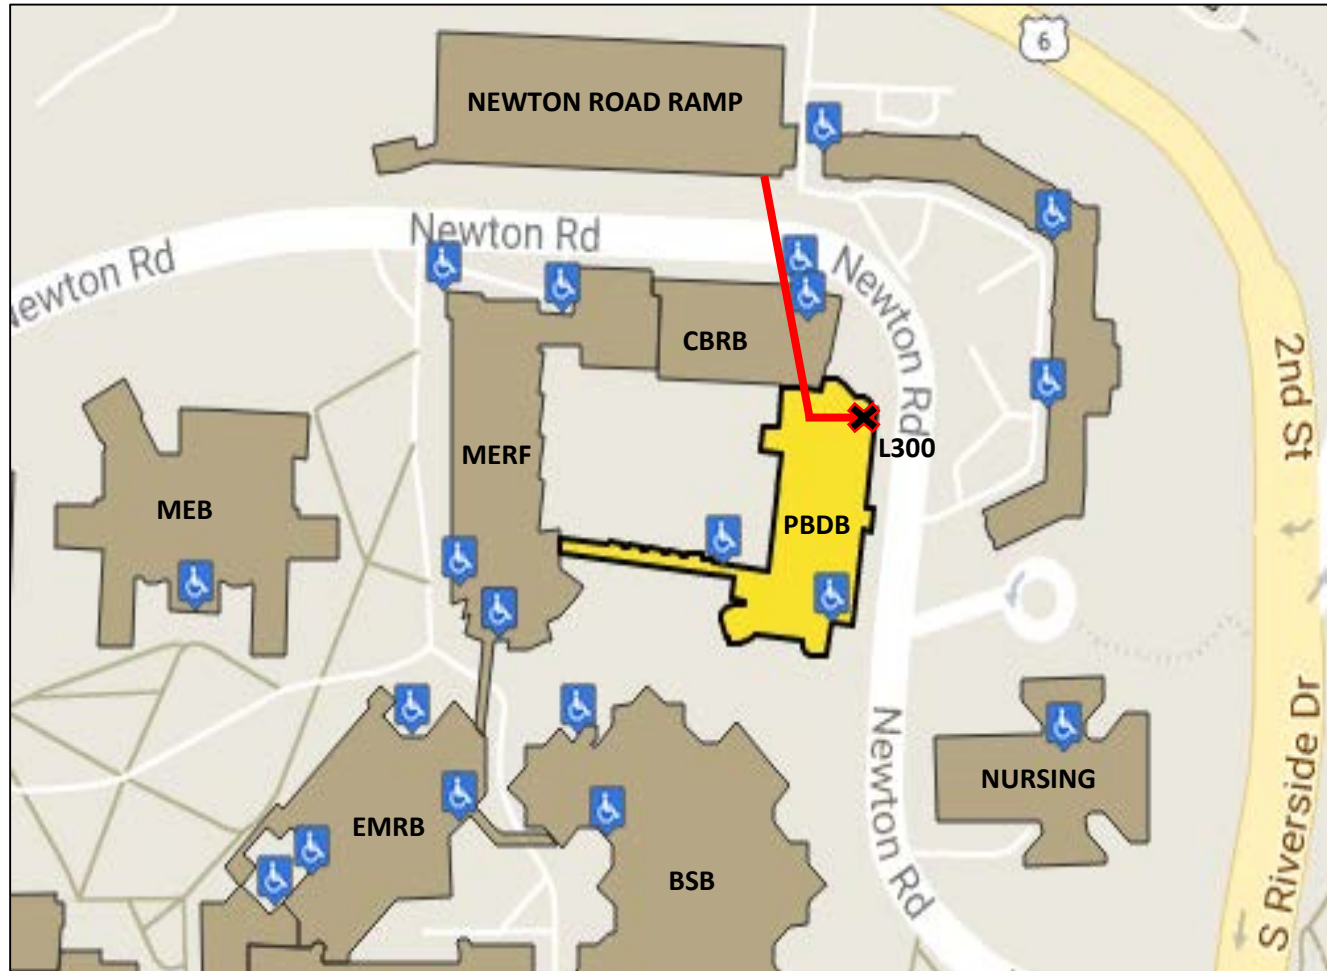 6
NEWTON ROAD RAMP
Newton Rd
Newton Rd
Newton Rd
CBRB
2nd St
L300
MERF
MEB
PBDB
Newton Rd
NURSING
EMRB
BSB
S Riverside Dr